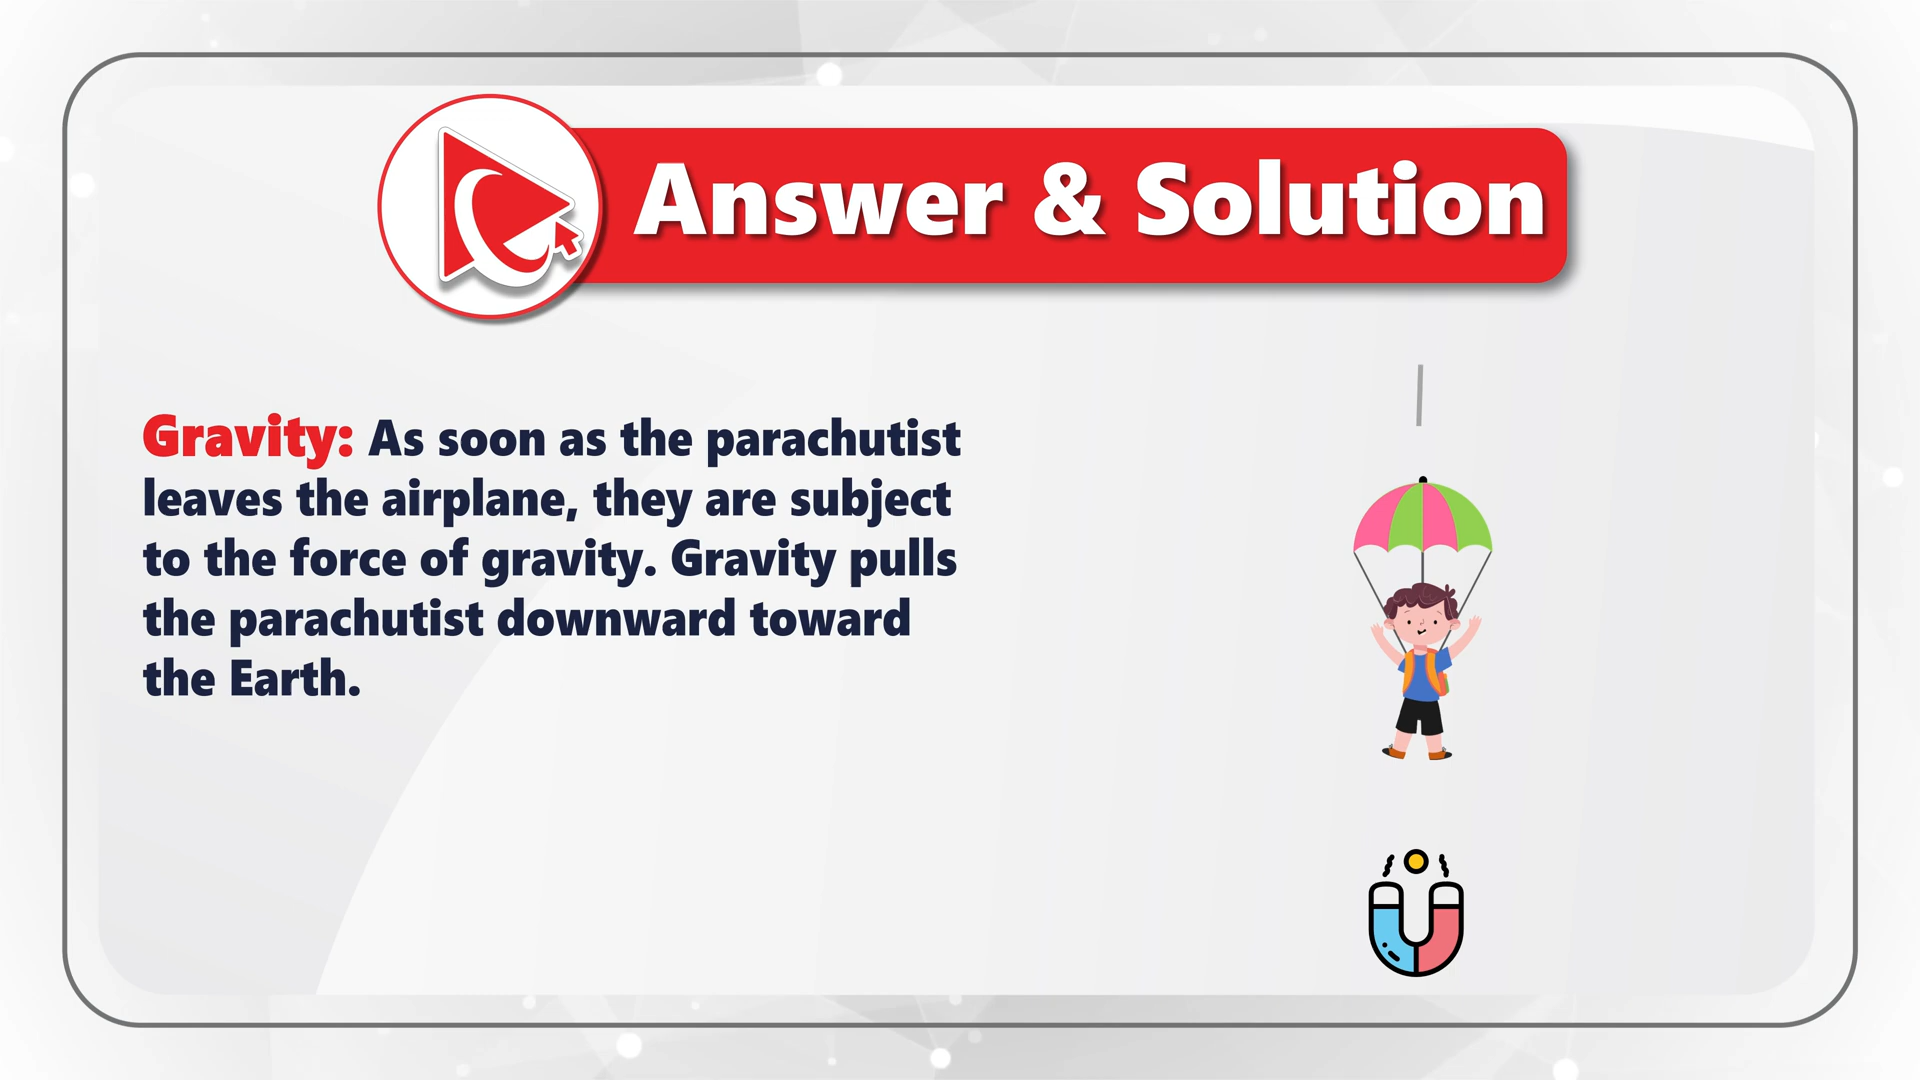 Answer & Solution
Gravity: As soon as the parachutist
leaves the airplane, they are subject
to the force of gravity. Gravity pulls
the parachutist downward toward
the Earth.